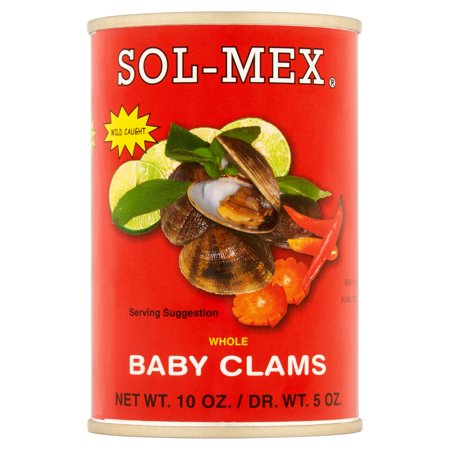 SOL-MEX®
WILD CAUGHT
Serving Suggestion
WHOLE
BABY CLAMS
NET WT. 10 OZ. / DR. WT. 5 OZ.